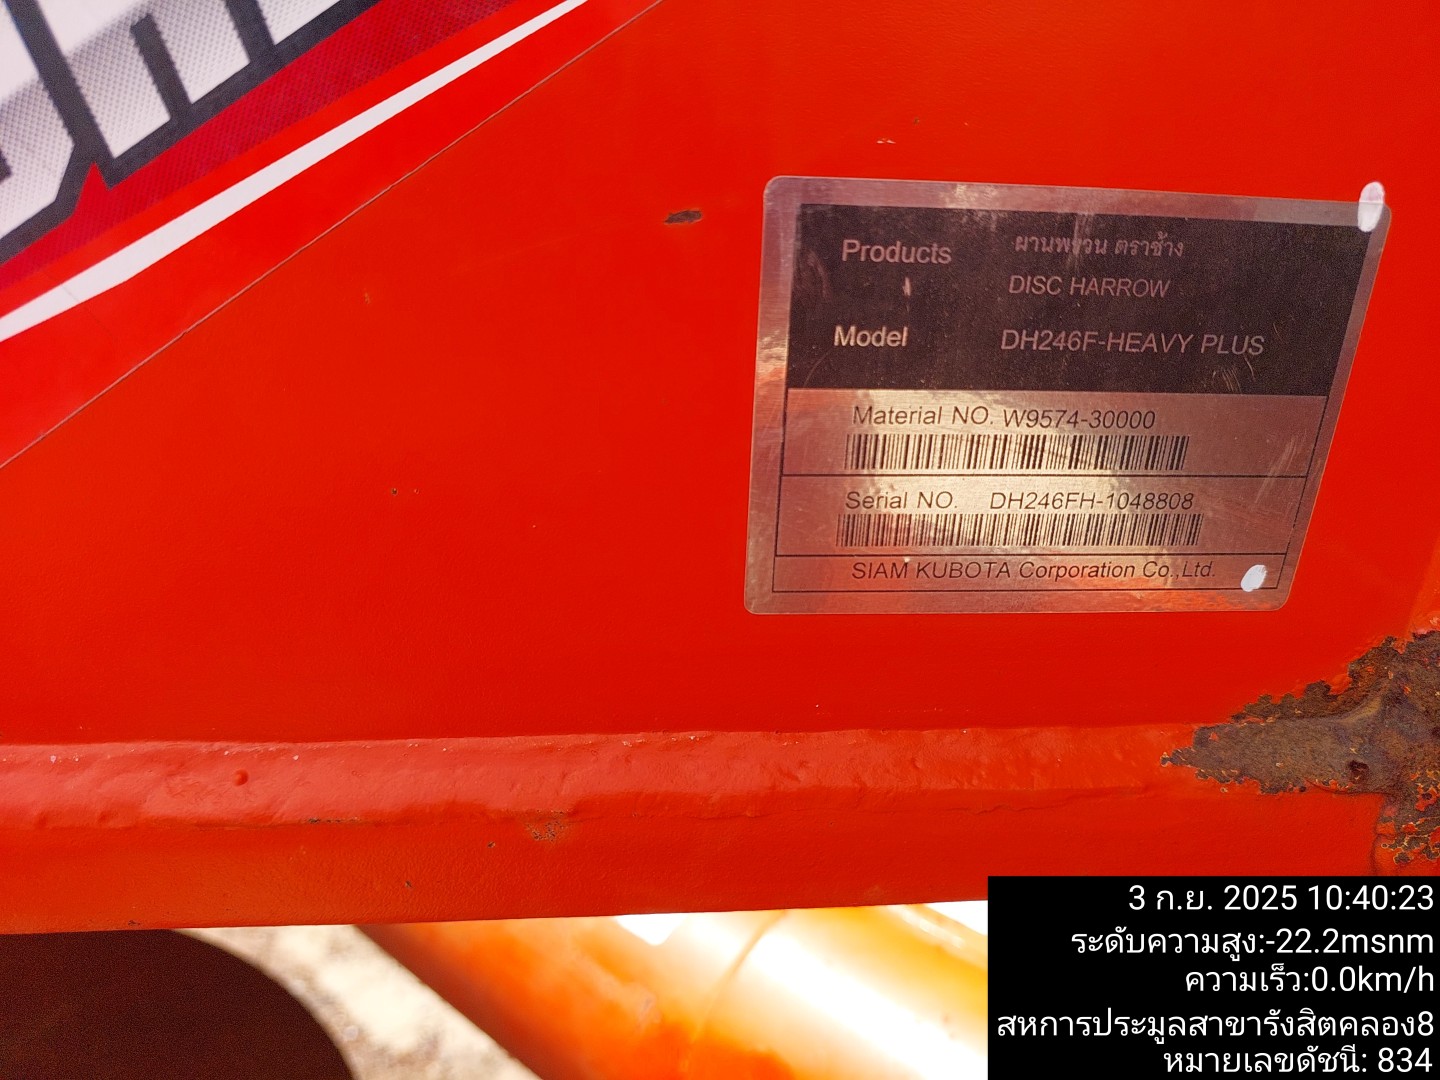 Products ผานพรวน ตราช้าง
DISC HARROW
Model DH246F-HEAVY PLUS
Material NO. W9574-30000
Serial NO. DH246FH-1048808
SIAM KUBOTA Corporation Co.,Ltd.
3 ก.ย. 2025 10:40:23
ระดับความสูง:-22.2msnm
ความเร็ว:0.0km/h
สหการประมูลสาขารังสิตคลอง8
หมายเลขดัชนี: 834